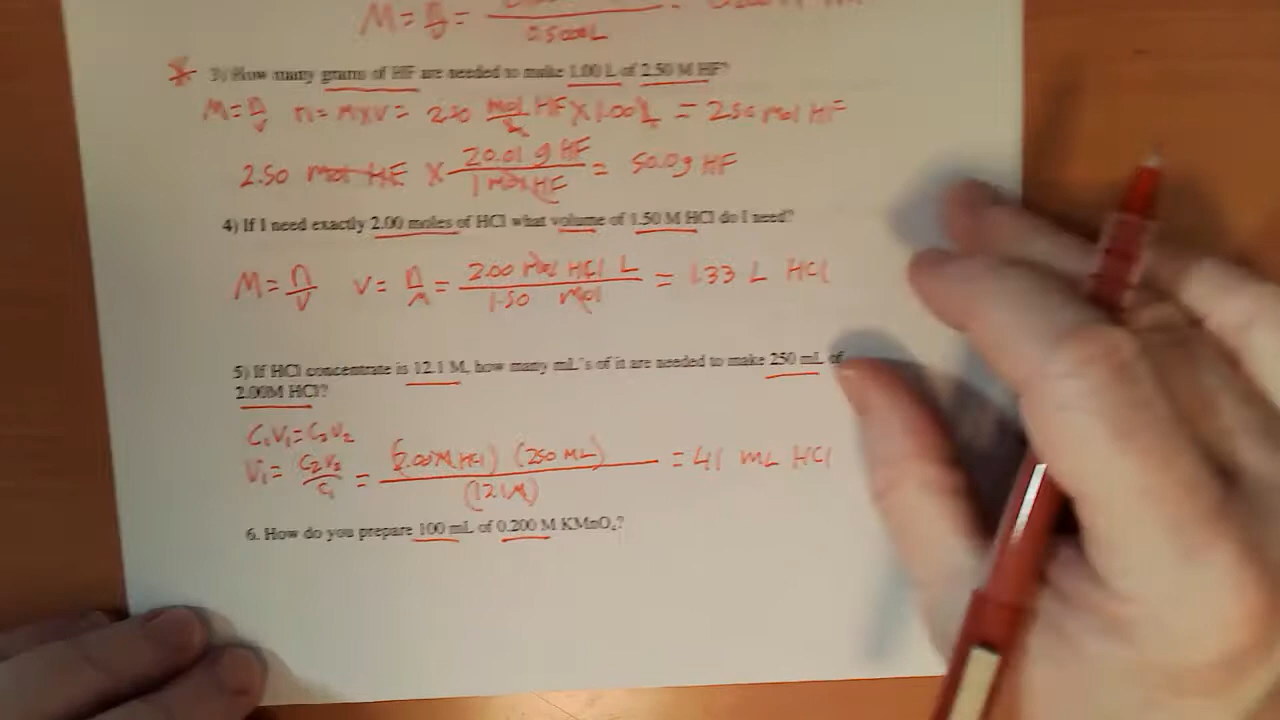 M = n/V =
0.500L
* 3) How many grams of HF are needed to make 1.00 L of 2.50 M HF?
M = n/V n = M x V = 2.50 mol/L HF x 1.00 L = 2.50 mol HF
2.50 mol HF x 20.01 g HF / 1 mol HF = 50.0g HF
4) If I need exactly 2.00 moles of HCl what volume of 1.50 M HCl do I need?
M = n/V V = n/M = 2.00 mol HCl L / 1.50 mol = 1.33 L HCl
5) If HCl concentrate is 12.1 M, how many mL's of it are needed to make 250 mL of
2.00M HCl?
C₁V₁ = C₂V₂
V₁ = C₂V₂/C₁ = (2.00M HCl) (250 mL) / (12.1M) = 41 mL HCl
6. How do you prepare 100 mL of 0.200 M KMnO₄?